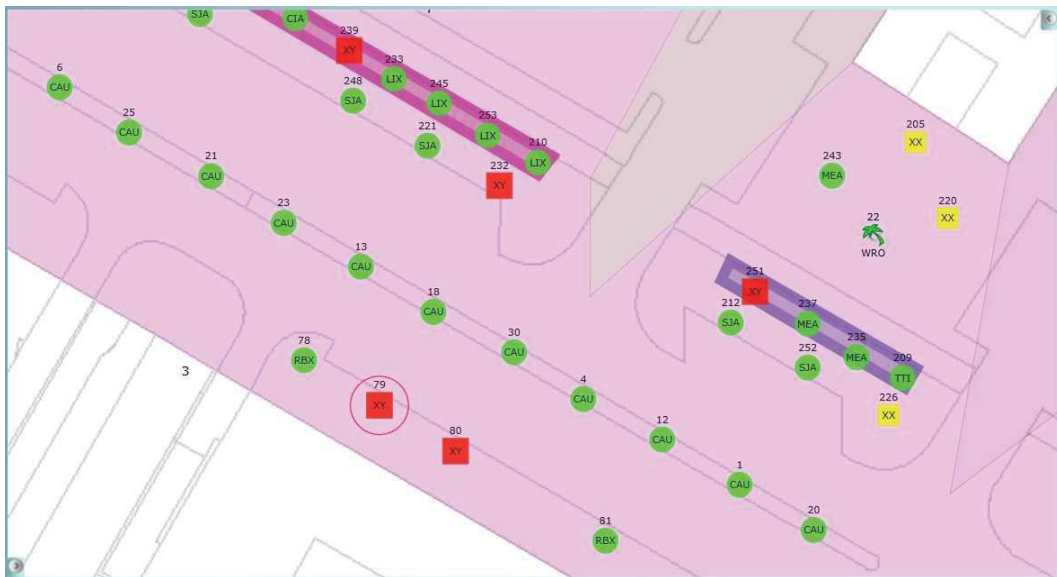 SJA
CIA
239
XY
233
LIX
245
LIX
253
LIX
210
LIX
248
SJA
221
SJA
232
XY
6
CAU
25
CAU
21
CAU
23
CAU
13
CAU
18
CAU
30
CAU
4
CAU
12
CAU
1
CAU
20
CAU
205
XX
243
MEA
220
XX
22
WRO
251
XY
237
MEA
235
MEA
209
TTI
212
SJA
252
SJA
226
XX
78
RBX
3
79
XY
80
XY
81
RBX